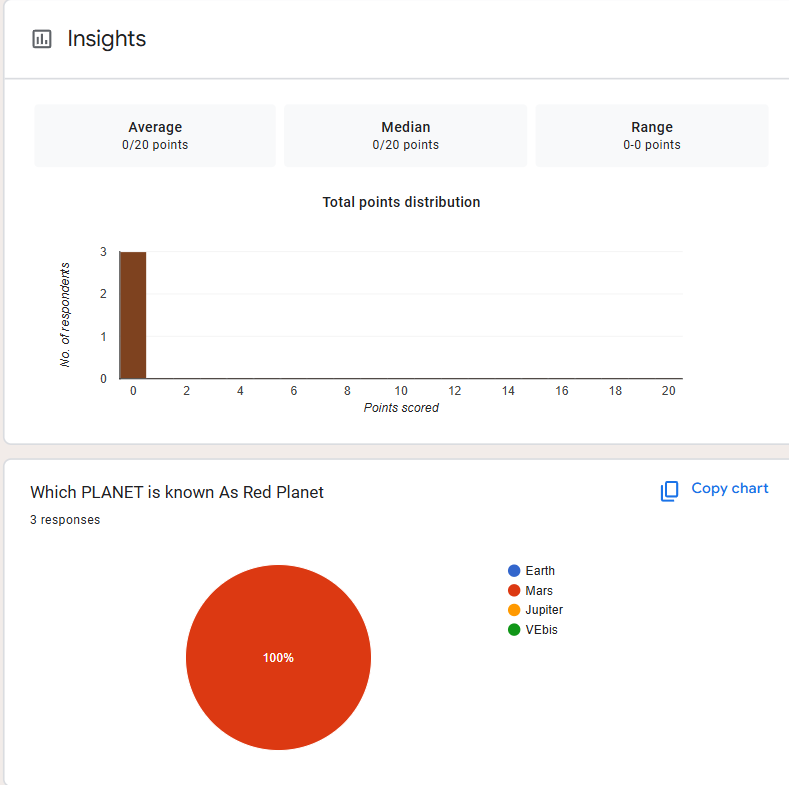 Insights
Average
0/20 points
Median
0/20 points
Range
0-0 points
Total points distribution
No. of respondents
3
2
1
0
0 2 4 6 8 10 12 14 16 18 20
Points scored
Which PLANET is known As Red Planet
Copy chart
3 responses
100%
Earth
Mars
Jupiter
VEbis